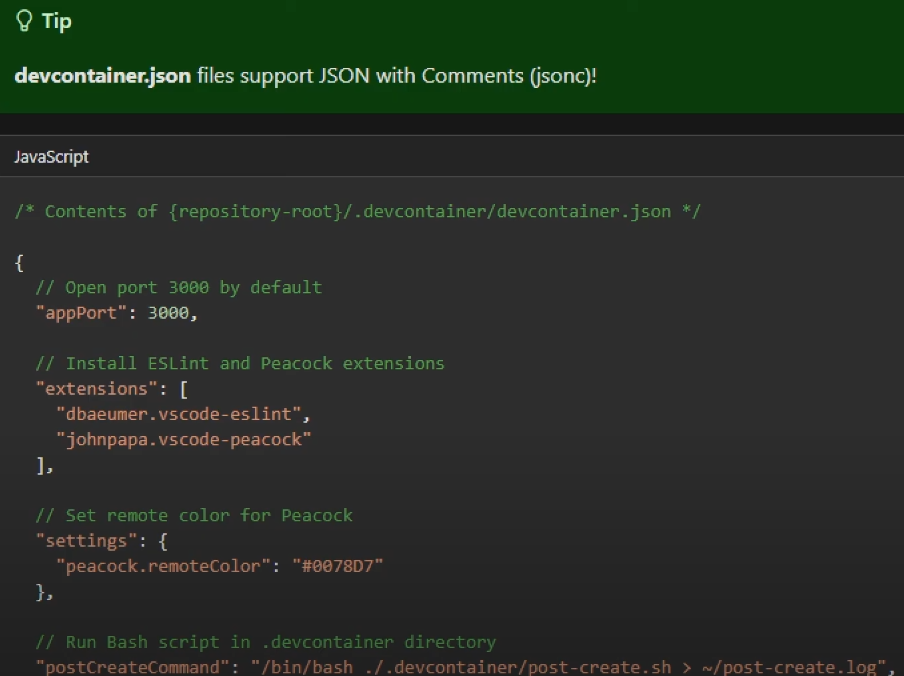 Tip
devcontainer.json files support JSON with Comments (jsonc)!
JavaScript
/* Contents of {repository-root}/.devcontainer/devcontainer.json */
{
// Open port 3000 by default
"appPort": 3000,
// Install ESLint and Peacock extensions
"extensions": [
"dbaeumer.vscode-eslint",
"johnpapa.vscode-peacock"
],
// Set remote color for Peacock
"settings": {
"peacock.remoteColor": "#0078D7"
},
// Run Bash script in .devcontainer directory
"postCreateCommand": "/bin/bash ./.devcontainer/post-create.sh > ~/post-create.log",